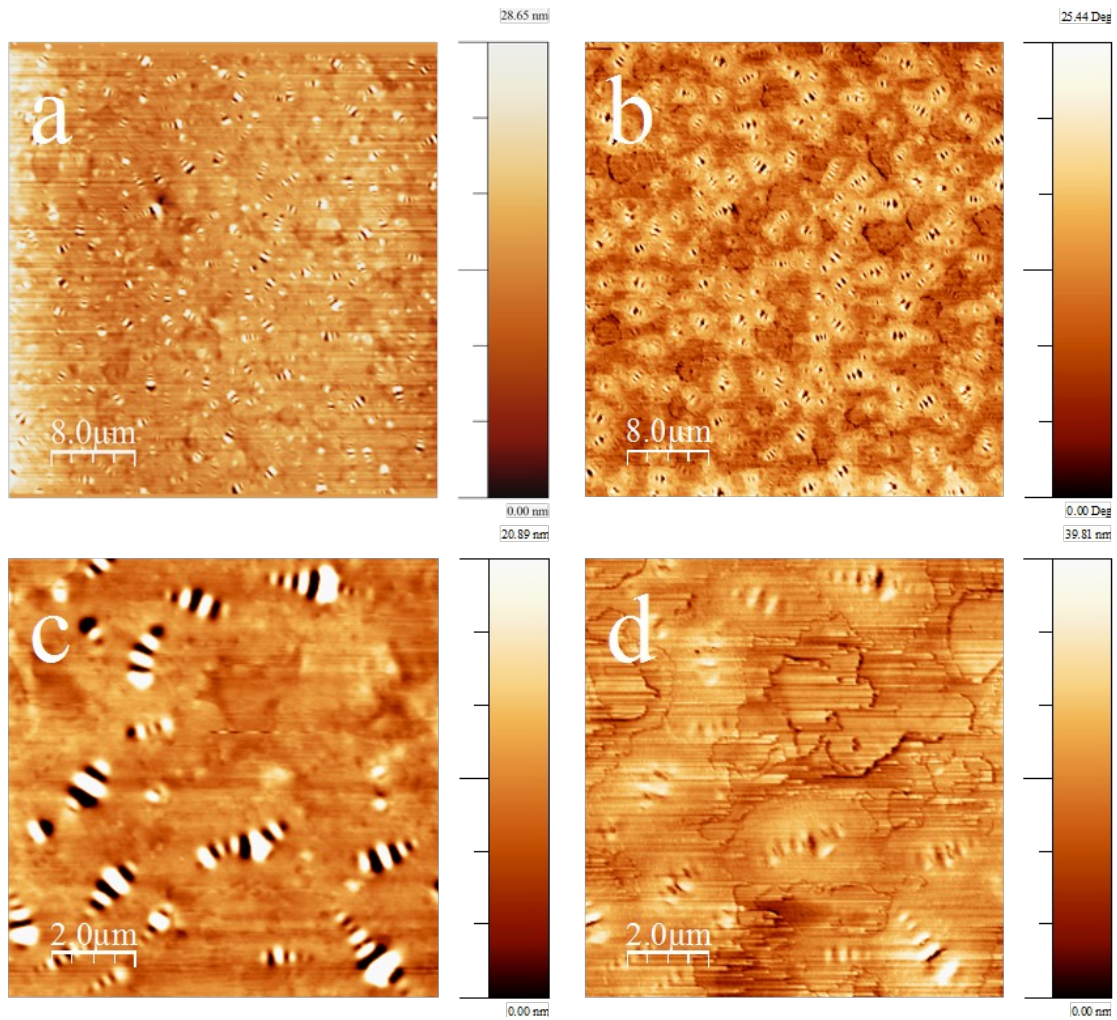 28.65 nm
25.44 Deg
a
b
8.0µm
8.0µm
0.00 nm
0.00 Deg
20.89 nm
39.81 nm
c
d
2.0µm
2.0µm
0.00 nm
0.00 nm